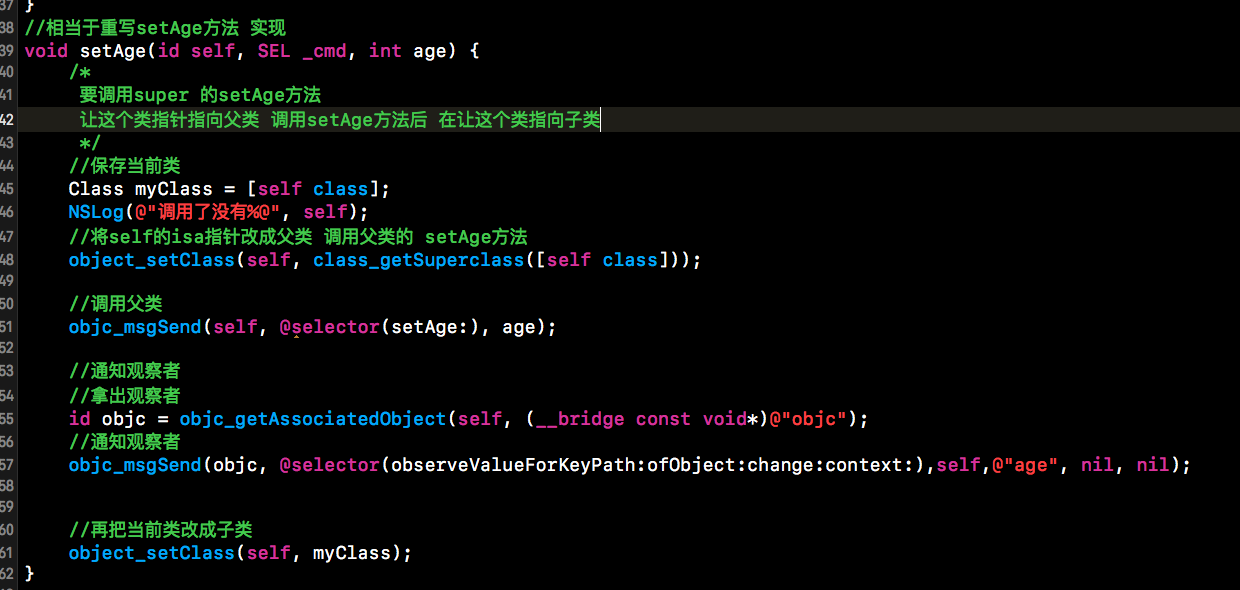 37 }
38 //相当于重写setAge方法 实现
39 void setAge(id self, SEL _cmd, int age) {
40     /*
41      要调用super 的setAge方法
42      让这个类指针指向父类 调用setAge方法后 在让这个类指向子类
43      */
44     //保存当前类
45     Class myClass = [self class];
46     NSLog(@"调用了没有%@", self);
47     //将self的isa指针改成父类 调用父类的 setAge方法
48     object_setClass(self, class_getSuperclass([self class]));
49
50     //调用父类
51     objc_msgSend(self, @selector(setAge:), age);
52
53     //通知观察者
54     //拿出观察者
55     id objc = objc_getAssociatedObject(self, (__bridge const void*)@"objc");
56     //通知观察者
57     objc_msgSend(objc, @selector(observeValueForKeyPath:ofObject:change:context:),self,@"age", nil, nil);
58
59
60     //再把当前类改成子类
61     object_setClass(self, myClass);
62 }